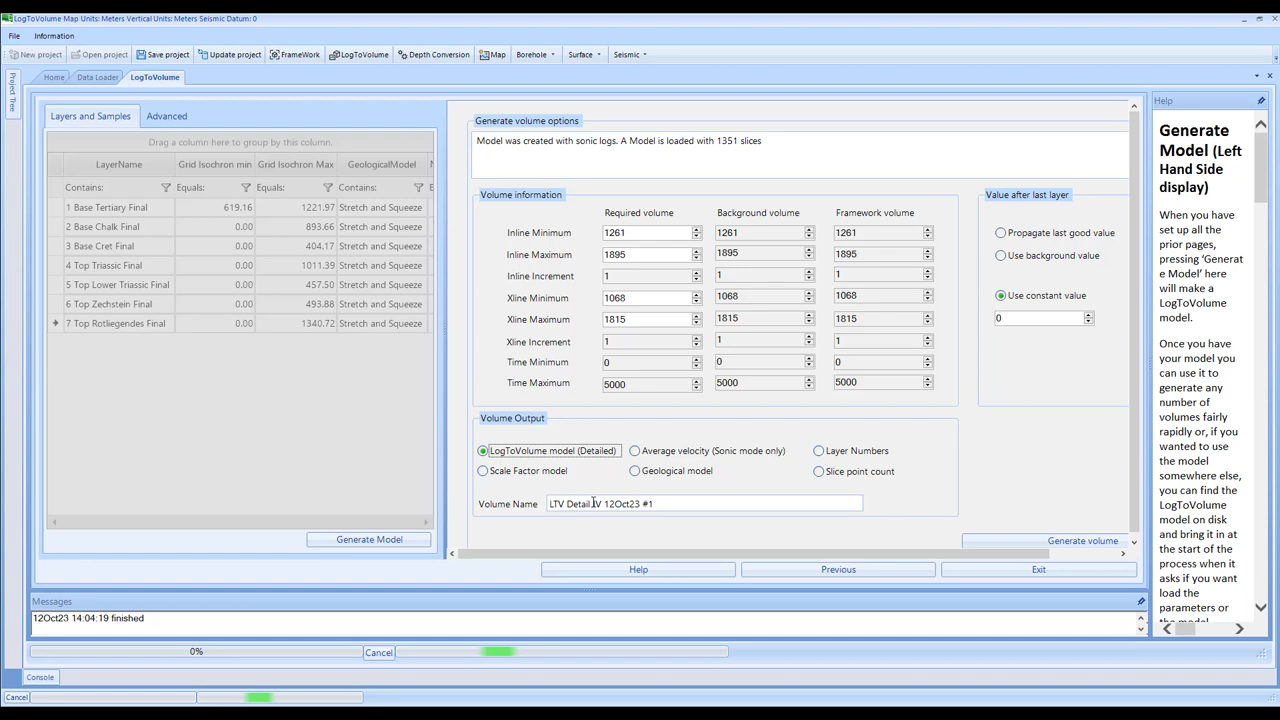 LogToVolume Map Units: Meters Vertical Units: Meters Seismic Datum: 0
File Information
New project Open project Save project Update project FrameWork LogToVolume Depth Conversion Map Borehole Surface Seismic
Project Tree
Home Data Loader LogToVolume
Layers and Samples Advanced
Drag a column here to group by this column.
LayerName Grid Isochron min Grid Isochron Max GeologicalModel
Contains: Equals: Equals: Contains:
1 Base Tertiary Final 619.16 1221.97 Stretch and Squeeze
2 Base Chalk Final 0.00 893.66 Stretch and Squeeze
3 Base Cret Final 0.00 404.17 Stretch and Squeeze
4 Top Triassic Final 0.00 1011.39 Stretch and Squeeze
5 Top Lower Triassic Final 0.00 457.50 Stretch and Squeeze
6 Top Zechstein Final 0.00 493.88 Stretch and Squeeze
7 Top Rotliegendes Final 0.00 1340.72 Stretch and Squeeze
Generate Model
Generate volume options
Model was created with sonic logs. A Model is loaded with 1351 slices
Volume information
Required volume Background volume Framework volume
Inline Minimum 1261 1261 1261
Inline Maximum 1895 1895 1895
Inline Increment 1 1 1
Xline Minimum 1068 1068 1068
Xline Maximum 1815 1815 1815
Xline Increment 1 1 1
Time Minimum 0 0 0
Time Maximum 5000 5000 5000
Value after last layer
Propagate last good value
Use background value
Use constant value
0
Volume Output
LogToVolume model (Detailed) Average velocity (Sonic mode only) Layer Numbers
Scale Factor model Geological model Slice point count
Volume Name LTV Detail IV 12Oct23 #1
Generate volume
Help Previous Exit
Help
Generate
Model (Left
Hand Side
display)
When you have
set up all the
prior pages,
pressing 'Generat
e Model' here
will make a
LogToVolume
model.
Once you have
your model you
can use it to
generate any
number of
volumes fairly
rapidly or, if you
wanted to use
the model
somewhere else,
you can find the
LogToVolume
model on disk
and bring it in at
the start of the
process when it
asks if you want
load the
parameters or
the model
Messages
12Oct23 14:04:19 finished
0% Cancel
Console
Cancel